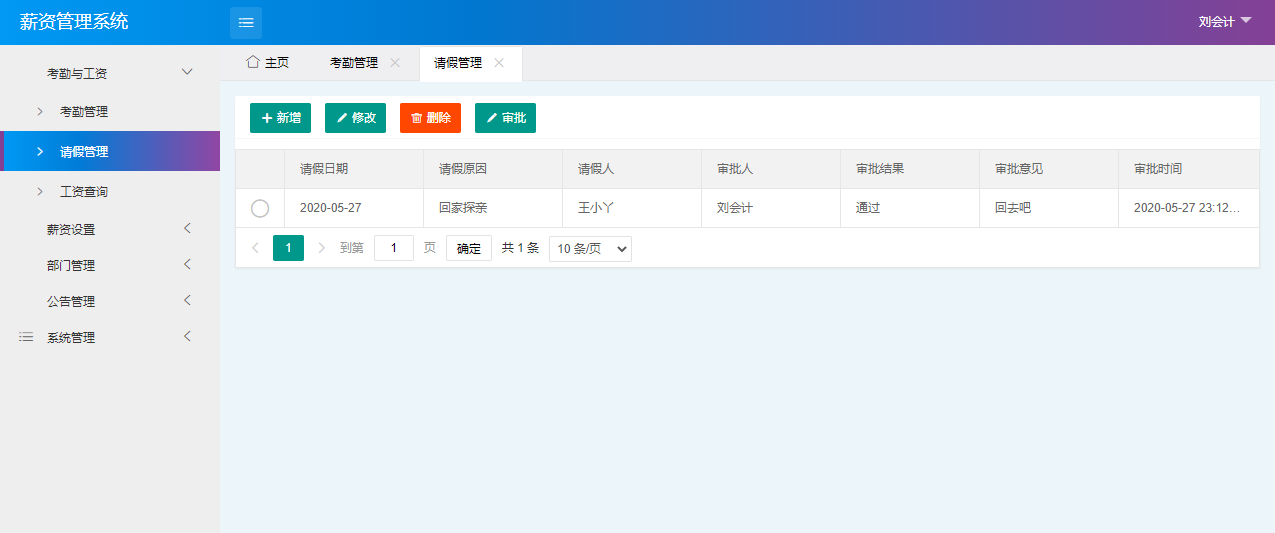 薪资管理系统
刘会计
考勤与工资
考勤管理
请假管理
工资查询
薪资设置
部门管理
公告管理
系统管理
主页 考勤管理 请假管理
新增 修改 删除 审批
请假日期 请假原因 请假人 审批人 审批结果 审批意见 审批时间
2020-05-27 回家探亲 王小丫 刘会计 通过 回去吧 2020-05-27 23:12...
1 到第 1 页 确定 共 1 条 10 条/页